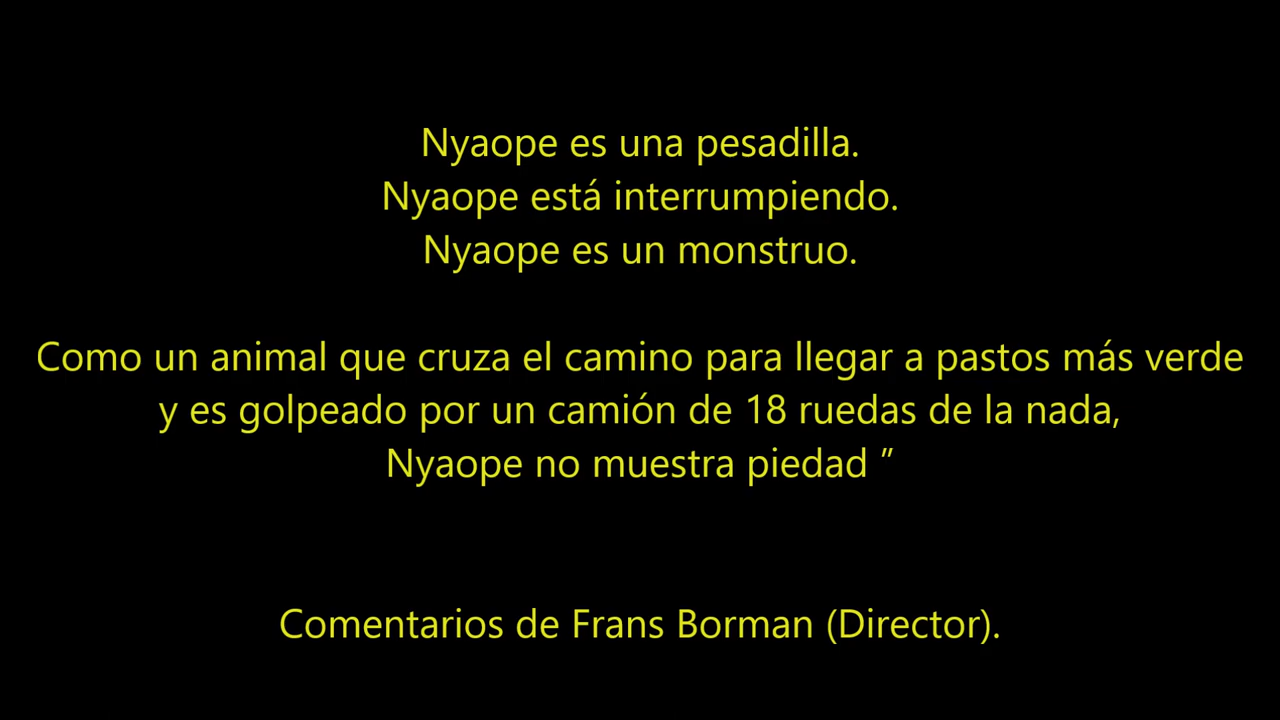 Nyaope es una pesadilla.
Nyaope está interrumpiendo.
Nyaope es un monstruo.
Como un animal que cruza el camino para llegar a pastos más verde
y es golpeado por un camión de 18 ruedas de la nada,
Nyaope no muestra piedad ”
Comentarios de Frans Borman (Director).